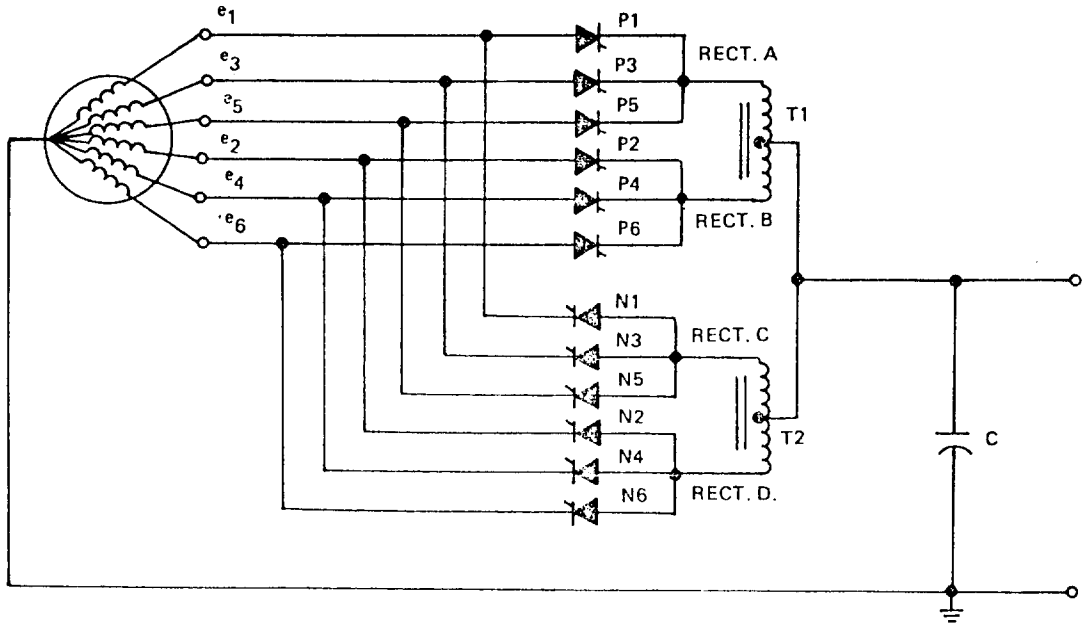 e1
e3
e5
e2
e4
e6
P1
P3
P5
P2
P4
P6
RECT. A
T1
RECT. B
N1
N3
N5
N2
N4
N6
RECT. C
T2
RECT. D.
C